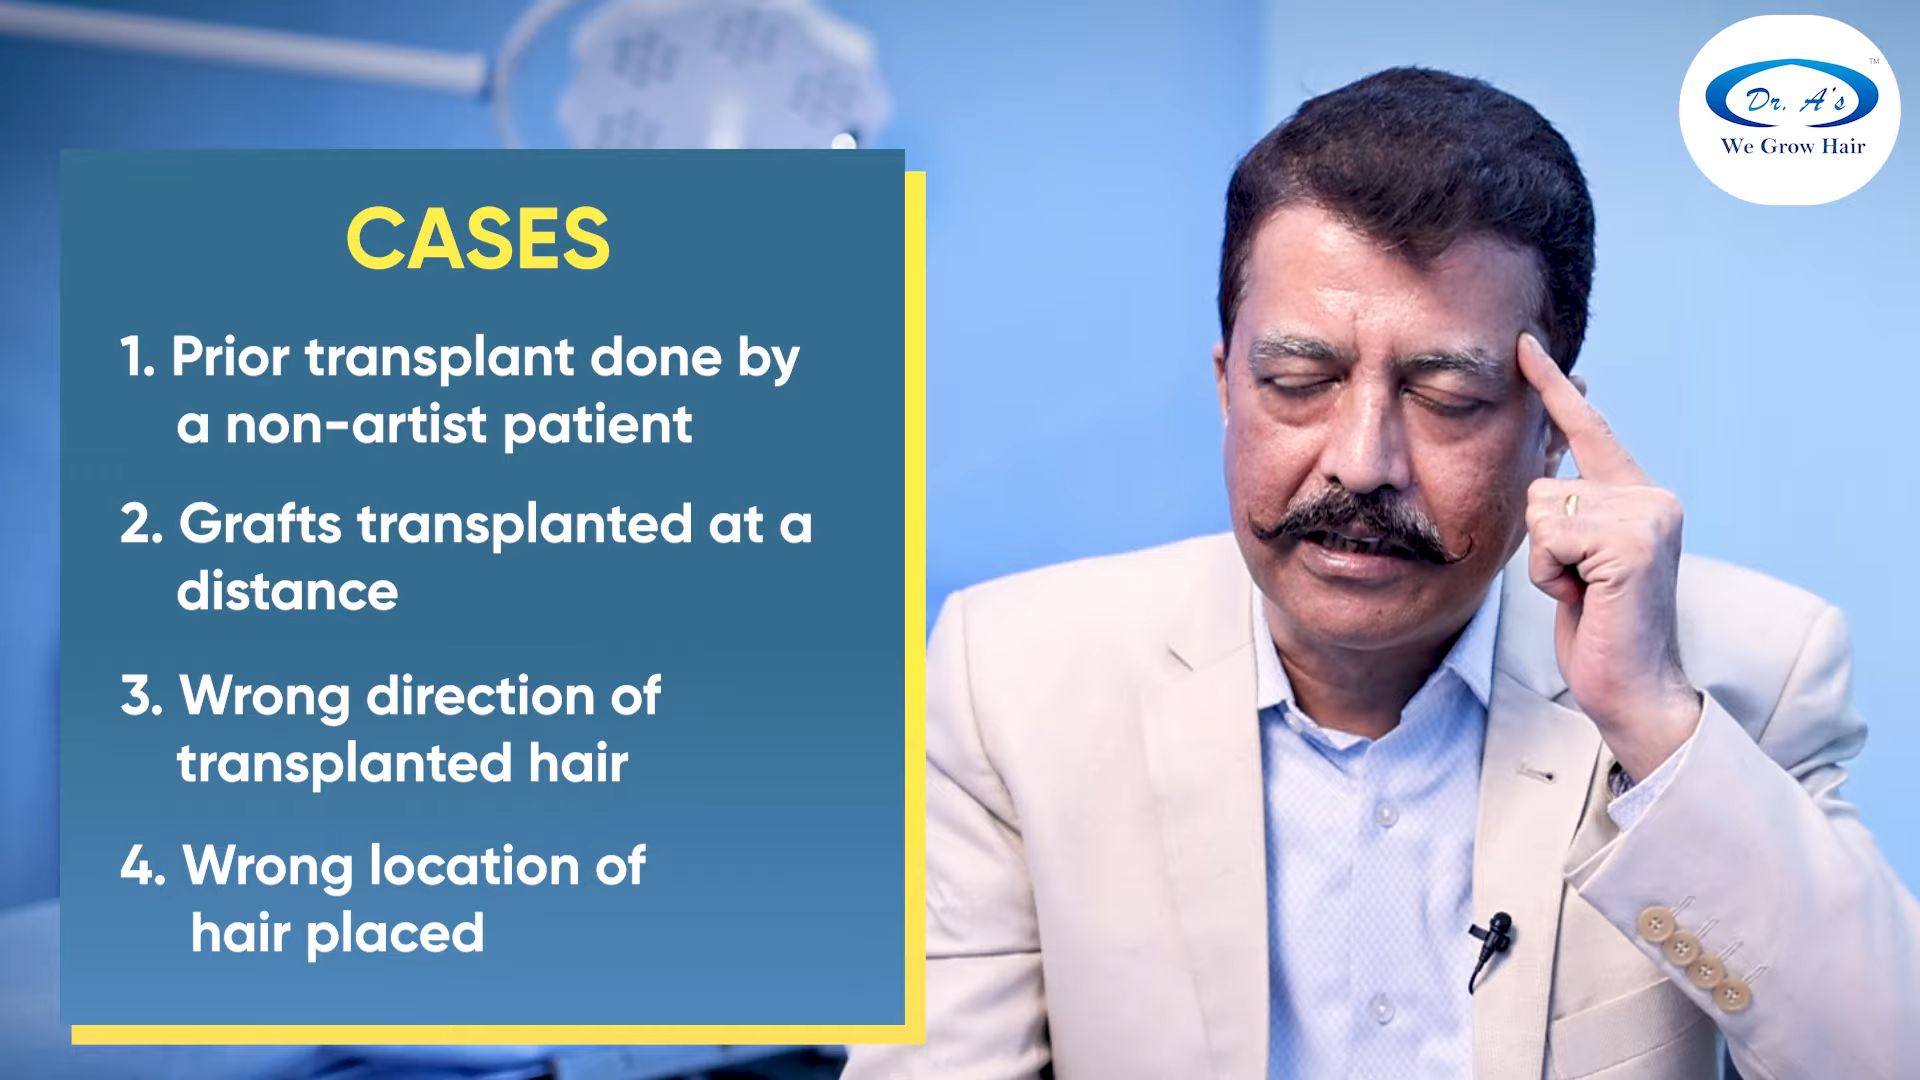 CASES
1. Prior transplant done by
a non-artist patient
2. Grafts transplanted at a
distance
3. Wrong direction of
transplanted hair
4. Wrong location of
hair placed
Dr. A's
TM
We Grow Hair